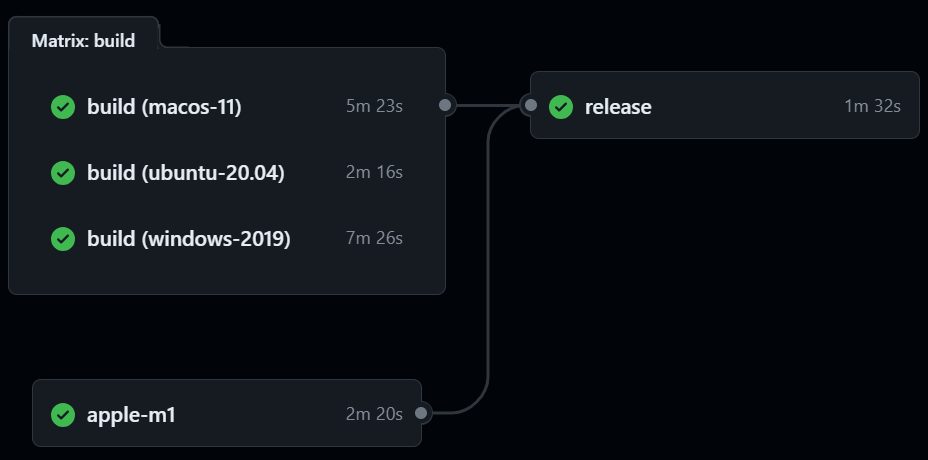 Matrix: build
build (macos-11) 5m 23s
build (ubuntu-20.04) 2m 16s
build (windows-2019) 7m 26s
release 1m 32s
apple-m1 2m 20s